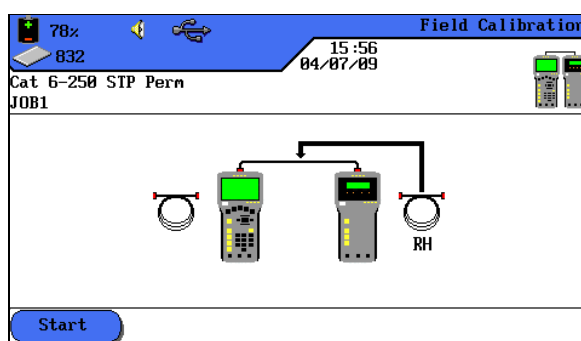 78% Field Calibration
832 15:56
04/07/09
Cat 6-250 STP Perm
JOB1
RH
Start